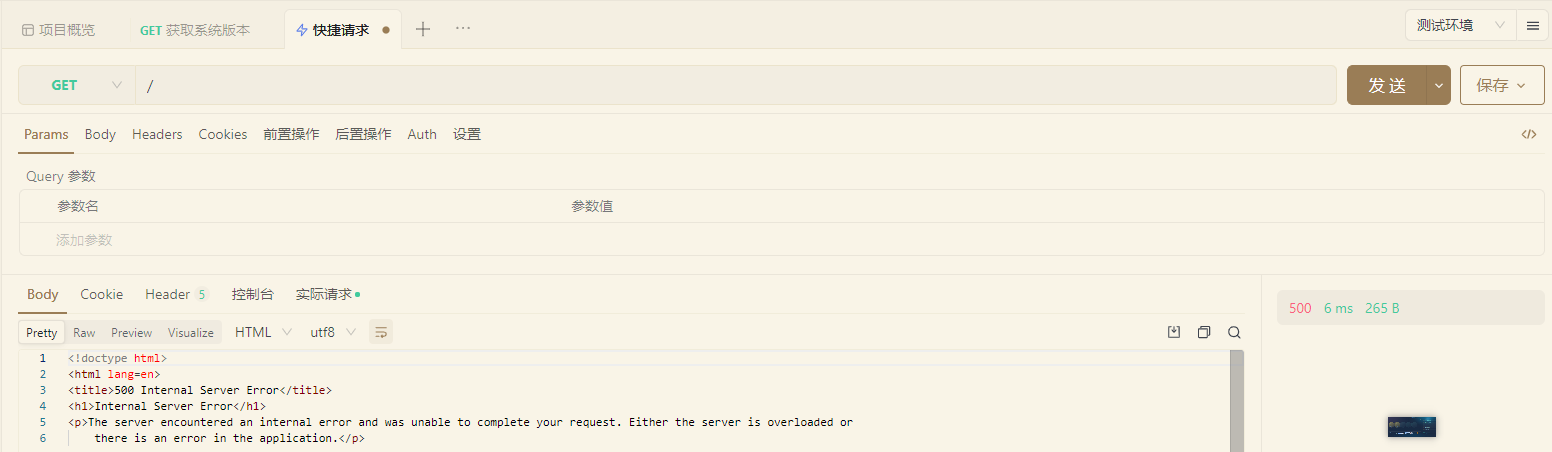 项目概览 GET 获取系统版本 快捷请求 测试环境
GET / 发 送 保存
Params Body Headers Cookies 前置操作 后置操作 Auth 设置 </>
Query 参数
参数名 参数值
添加参数
Body Cookie Header 5 控制台 实际请求
500 6 ms 265 B
Pretty Raw Preview Visualize HTML utf8
1 <!doctype html>
2 <html lang=en>
3 <title>500 Internal Server Error</title>
4 <h1>Internal Server Error</h1>
5 <p>The server encountered an internal error and was unable to complete your request. Either the server is overloaded or
6 there is an error in the application.</p>